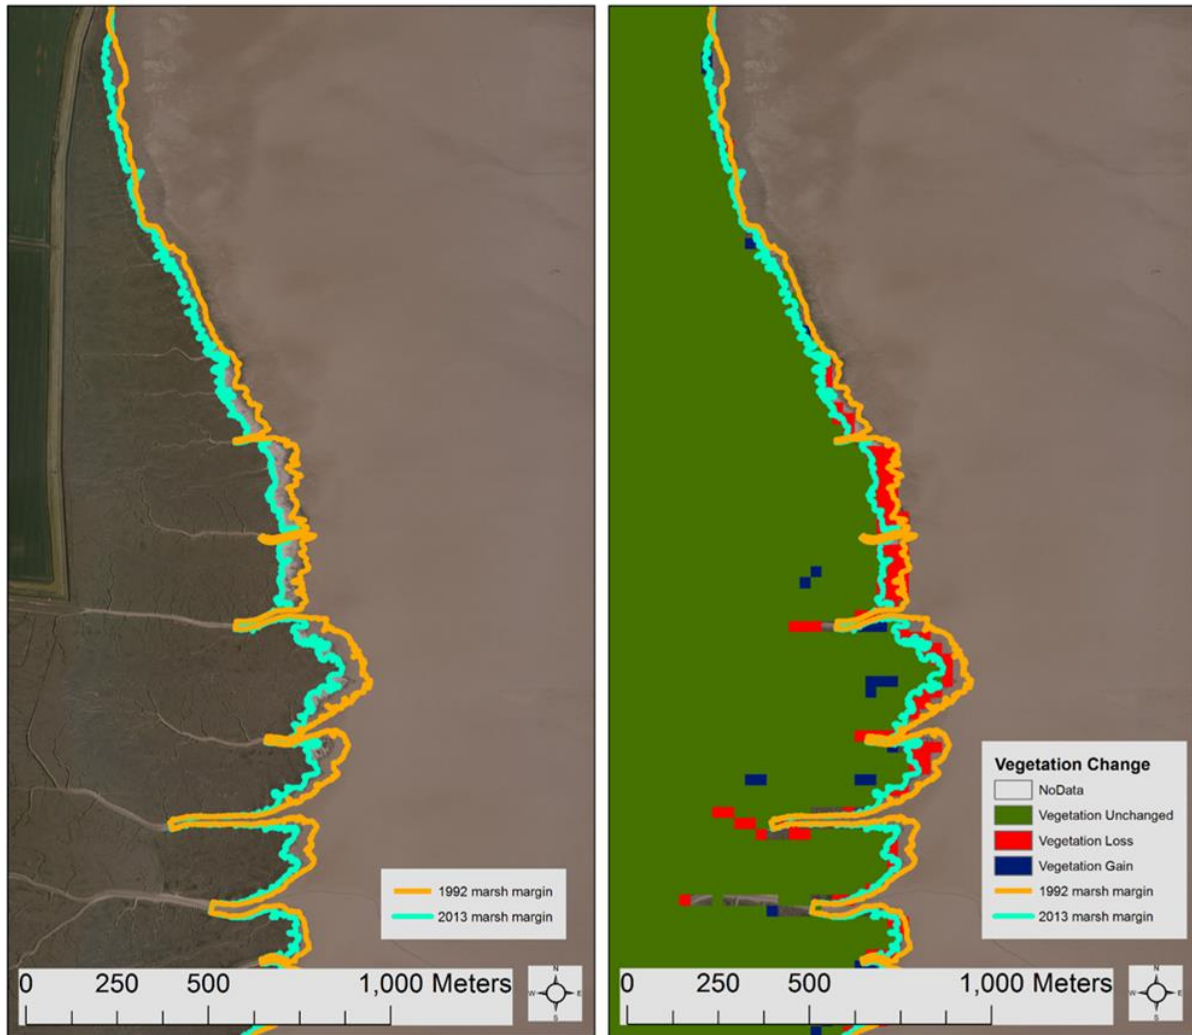 1992 marsh margin
2013 marsh margin
0 250 500 1,000 Meters
N
W E
S
Vegetation Change
NoData
Vegetation Unchanged
Vegetation Loss
Vegetation Gain
1992 marsh margin
2013 marsh margin
0 250 500 1,000 Meters
N
W E
S